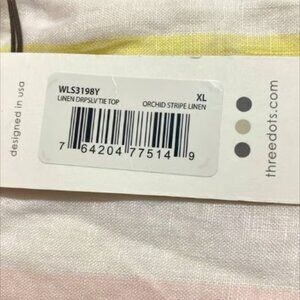 designed in usa
WLS3198Y
LINEN DRPSLV TIE TOP
XL
ORCHID STRIPE LINEN
7 64204 77514 9
threedots.com